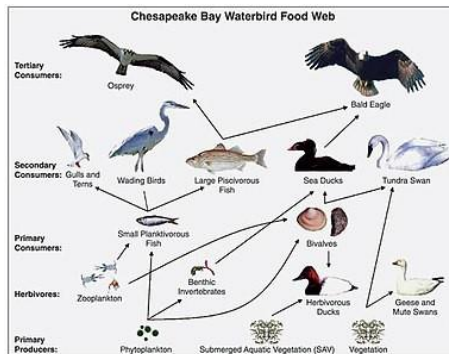 Chesapeake Bay Waterbird Food Web
Tertiary
Consumers:
Osprey
Bald Eagle
Secondary
Consumers:
Gulls and
Terns
Wading Birds
Large Piscivorous
Fish
Sea Ducks
Tundra Swan
Primary
Consumers:
Small Planktivorous
Fish
Bivalves
Herbivores:
Zooplankton
Benthic
Invertebrates
Herbivorous
Ducks
Geese and
Mute Swans
Primary
Producers:
Phytoplankton
Submerged Aquatic Vegetation (SAV)
Vegetation